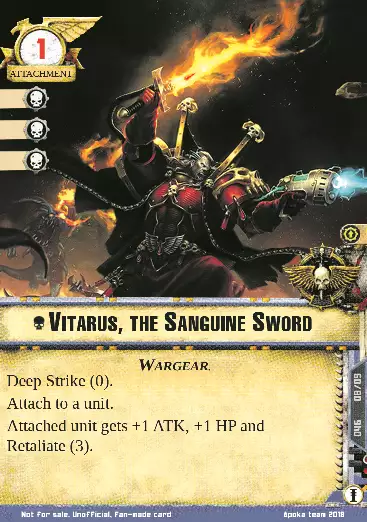 1
ATTACHMENT
VITARUS, THE SANGUINE SWORD
WARGEAR.
Deep Strike (0).
Attach to a unit.
Attached unit gets +1 ATK, +1 HP and
Retaliate (3).
046 08/09
Not for sale. Unofficial, Fan-made card
Apoka team 2018